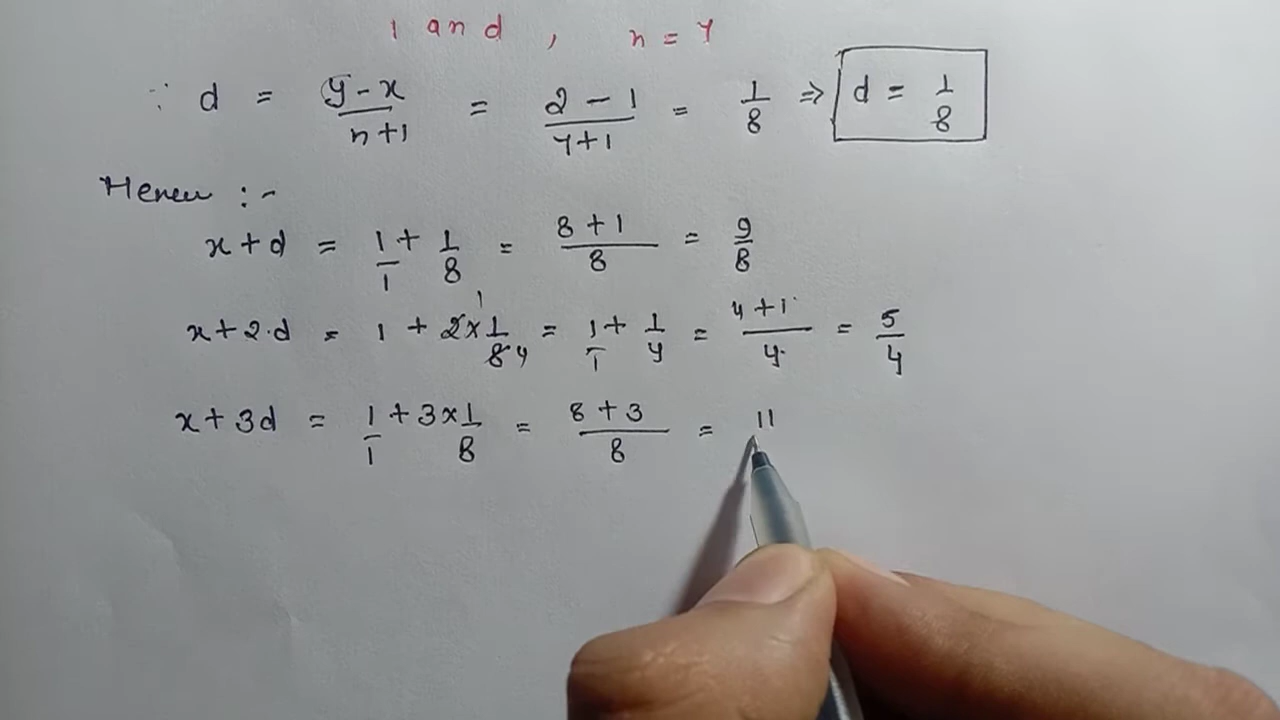 1 and , n = 7
∵ d = y - x / n + 1 = 2 - 1 / 7 + 1 = 1/8 ⇒ d = 1/8
Hence :-
x + d = 1/1 + 1/8 = 8 + 1 / 8 = 9/8
x + 2·d = 1 + 2 × 1/8 = 1/1 + 1/4 = 4 + 1 / 4 = 5/4
x + 3d = 1/1 + 3 × 1/8 = 8 + 3 / 8 = 11